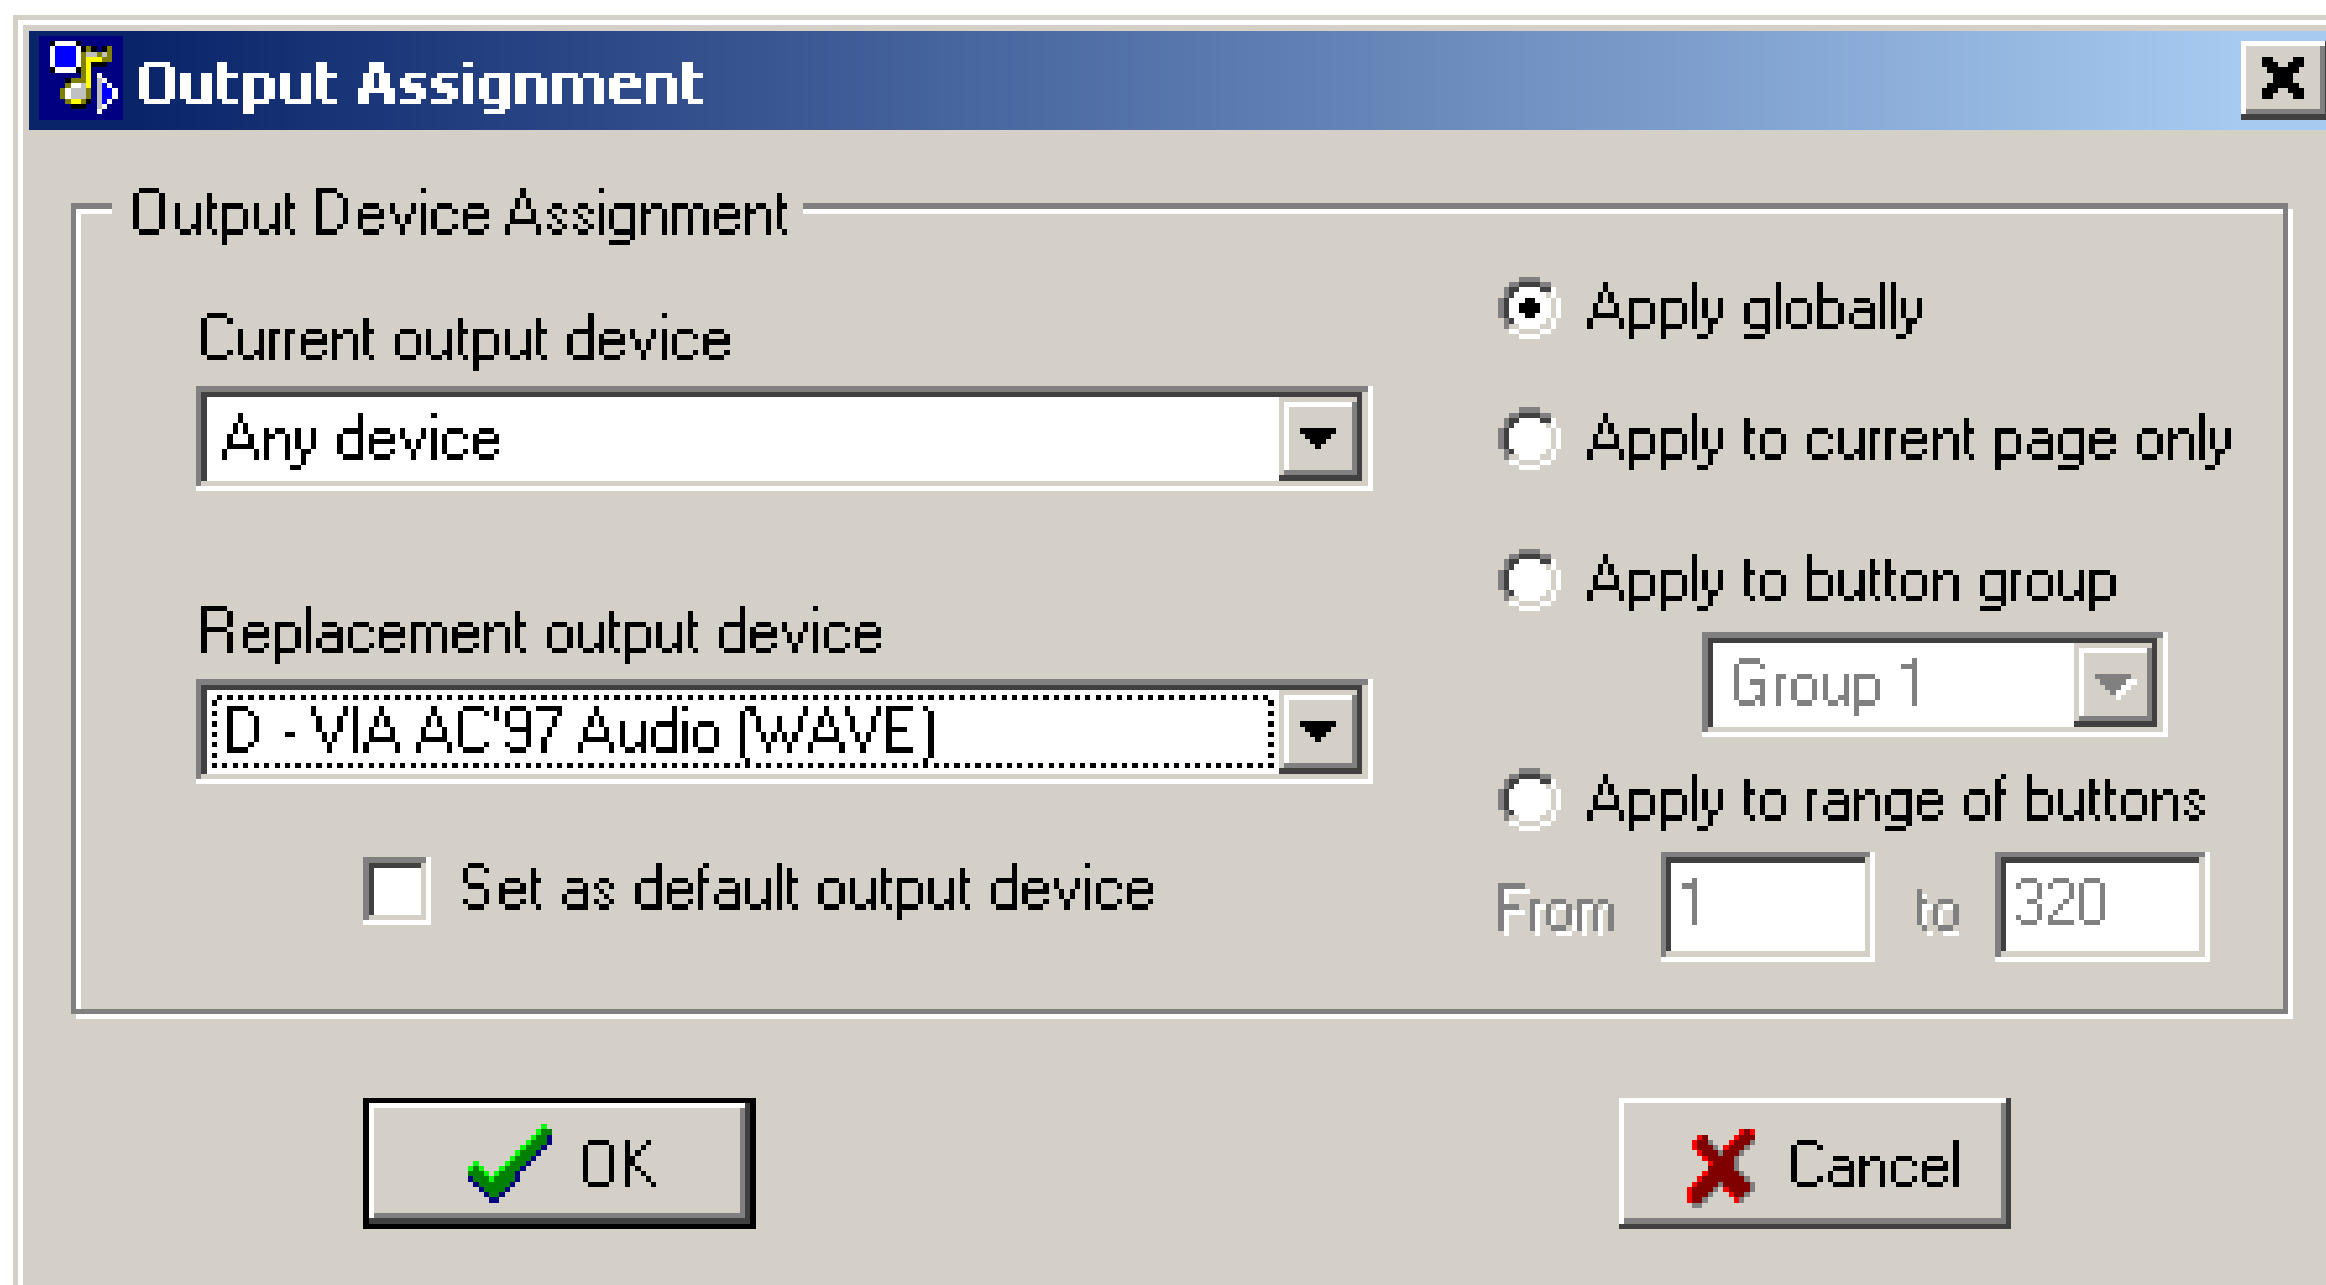 Output Assignment
Output Device Assignment
Current output device
Any device
Replacement output device
D - VIA AC'97 Audio (WAVE)
Set as default output device
Apply globally
Apply to current page only
Apply to button group
Group 1
Apply to range of buttons
From 1 to 320
OK
Cancel